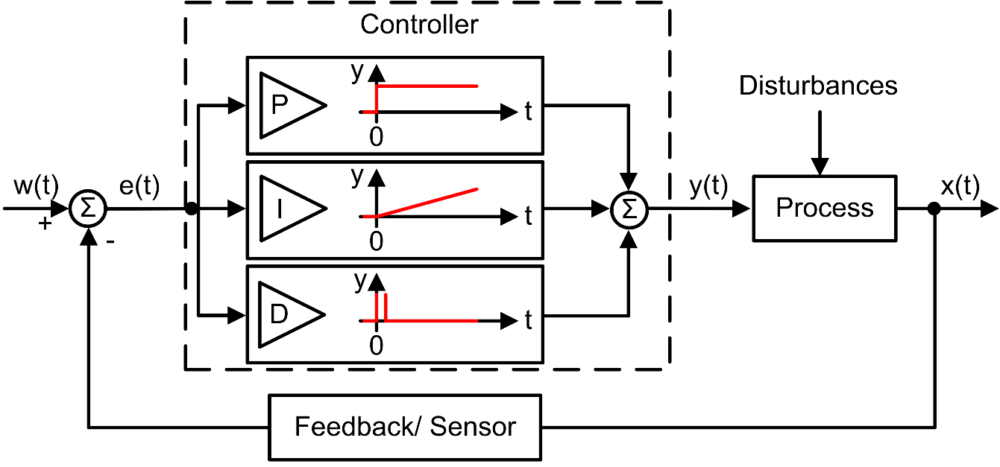 Controller
P
y
t
0
Disturbances
w(t)
+
Σ
-
e(t)
I
y
t
0
Σ
y(t)
Process
x(t)
D
y
t
0
Feedback/ Sensor